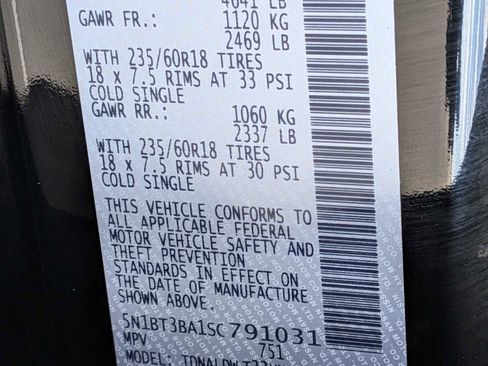 4641 LB
GAWR FR.: 1120 KG
2469 LB
WITH 235/60R18 TIRES
18 x 7.5 RIMS AT 33 PSI
COLD SINGLE
GAWR RR.: 1060 KG
2337 LB
WITH 235/60R18 TIRES
18 x 7.5 RIMS AT 30 PSI
COLD SINGLE
THIS VEHICLE CONFORMS TO
ALL APPLICABLE FEDERAL
MOTOR VEHICLE SAFETY AND
THEFT PREVENTION
STANDARDS IN EFFECT ON
THE DATE OF MANUFACTURE
SHOWN ABOVE.
5N1BT3BA1SC791031
MPV 751
MODEL: